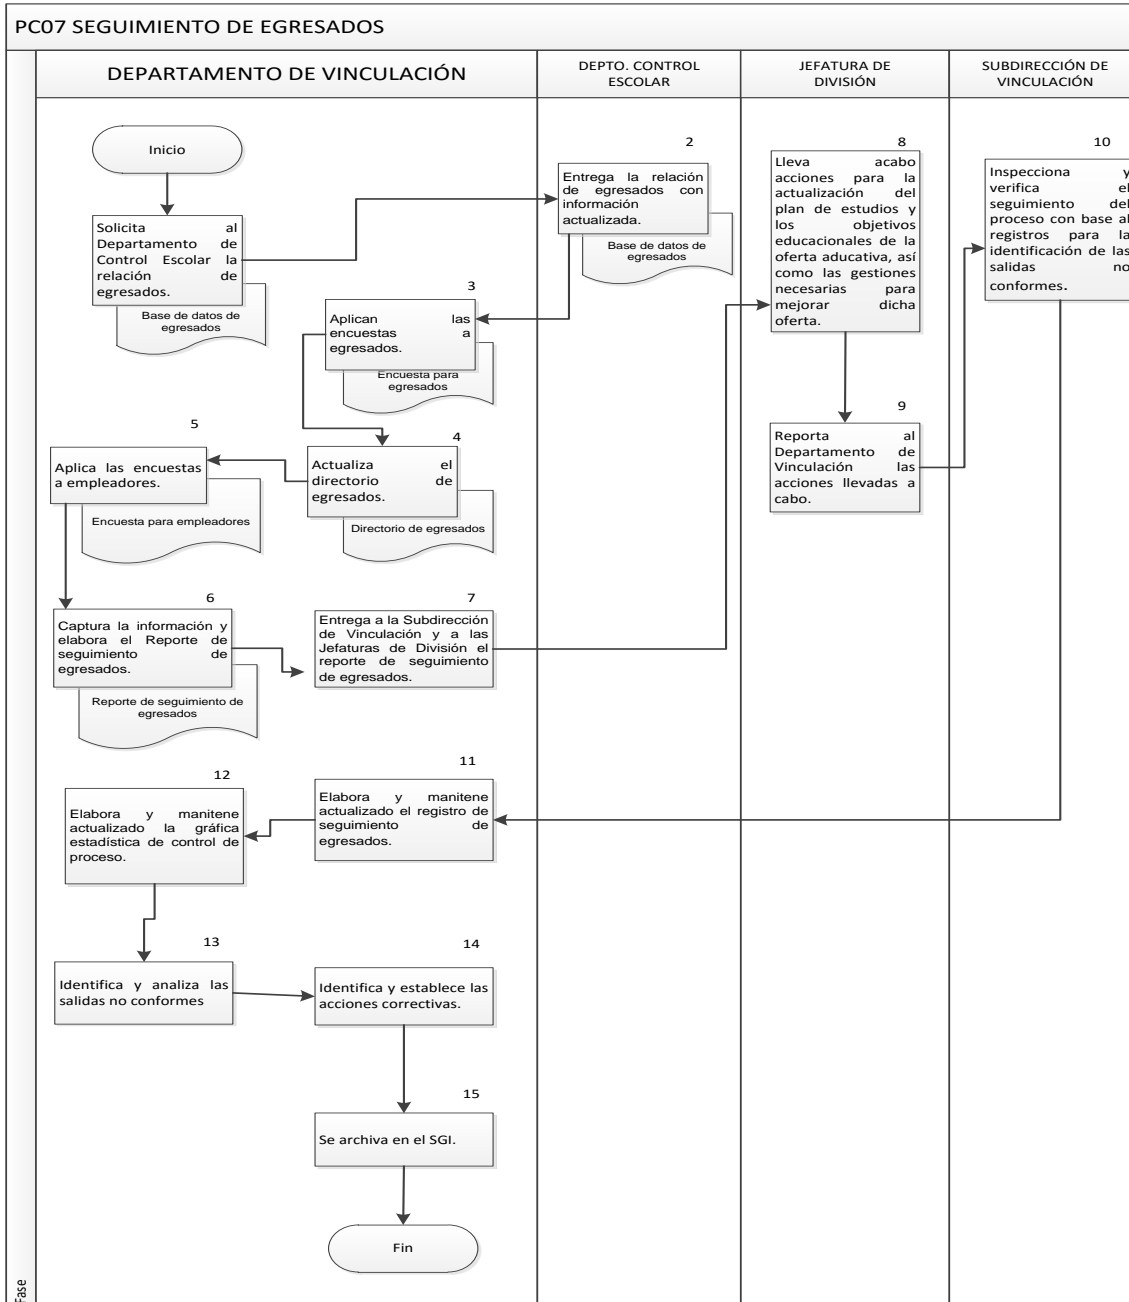 PC07 SEGUIMIENTO DE EGRESADOS
DEPARTAMENTO DE VINCULACIÓN
DEPTO. CONTROL
ESCOLAR
JEFATURA DE
DIVISIÓN
SUBDIRECCIÓN DE
VINCULACIÓN
Inicio
Solicita al
Departamento de
Control Escolar la
relación de
egresados.
Base de datos de
egresados
2
Entrega la relación
de egresados con
información
actualizada.
Base de datos de
egresados
3
Aplican las
encuestas a
egresados.
Encuesta para
egresados
4
Actualiza el
directorio de
egresados.
Directorio de egresados
5
Aplica las encuestas
a empleadores.
Encuesta para empleadores
6
Captura la información y
elabora el Reporte de
seguimiento de
egresados.
Reporte de seguimiento de
egresados
7
Entrega a la Subdirección
de Vinculación y a las
Jefaturas de División el
reporte de seguimiento
de egresados.
8
Lleva acabo
acciones para la
actualización del
plan de estudios y
los objetivos
educacionales de la
oferta aducativa, así
como las gestiones
necesarias para
mejorar dicha
oferta.
9
Reporta al
Departamento de
Vinculación las
acciones llevadas a
cabo.
10
Inspecciona y
verifica el
seguimiento del
proceso con base al
registros para la
identificación de las
salidas no
conformes.
11
Elabora y manitene
actualizado el registro de
seguimiento de
egresados.
12
Elabora y manitene
actualizado la gráfica
estadística de control de
proceso.
13
Identifica y analiza las
salidas no conformes
14
Identifica y establece las
acciones correctivas.
15
Se archiva en el SGI.
Fin
Fase